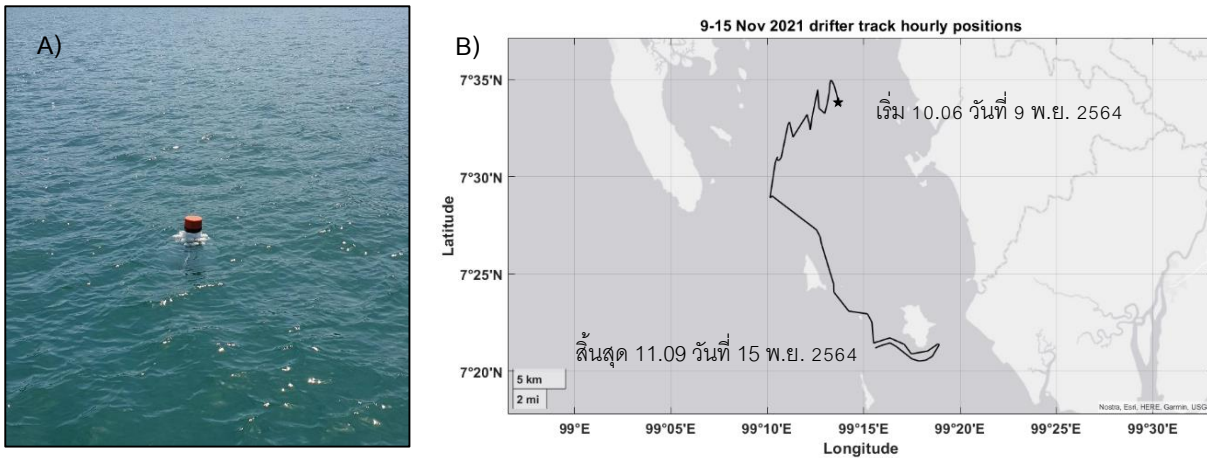 A)
B)
9-15 Nov 2021 drifter track hourly positions
7°35'N
7°30'N
7°25'N
7°20'N
Latitude
เริ่ม 10.06 วันที่ 9 พ.ย. 2564
สิ้นสุด 11.09 วันที่ 15 พ.ย. 2564
5 km
2 mi
Nostra, Esri, HERE, Garmin, USG
99°E
99°05'E
99°10'E
99°15'E
99°20'E
99°25'E
99°30'E
Longitude